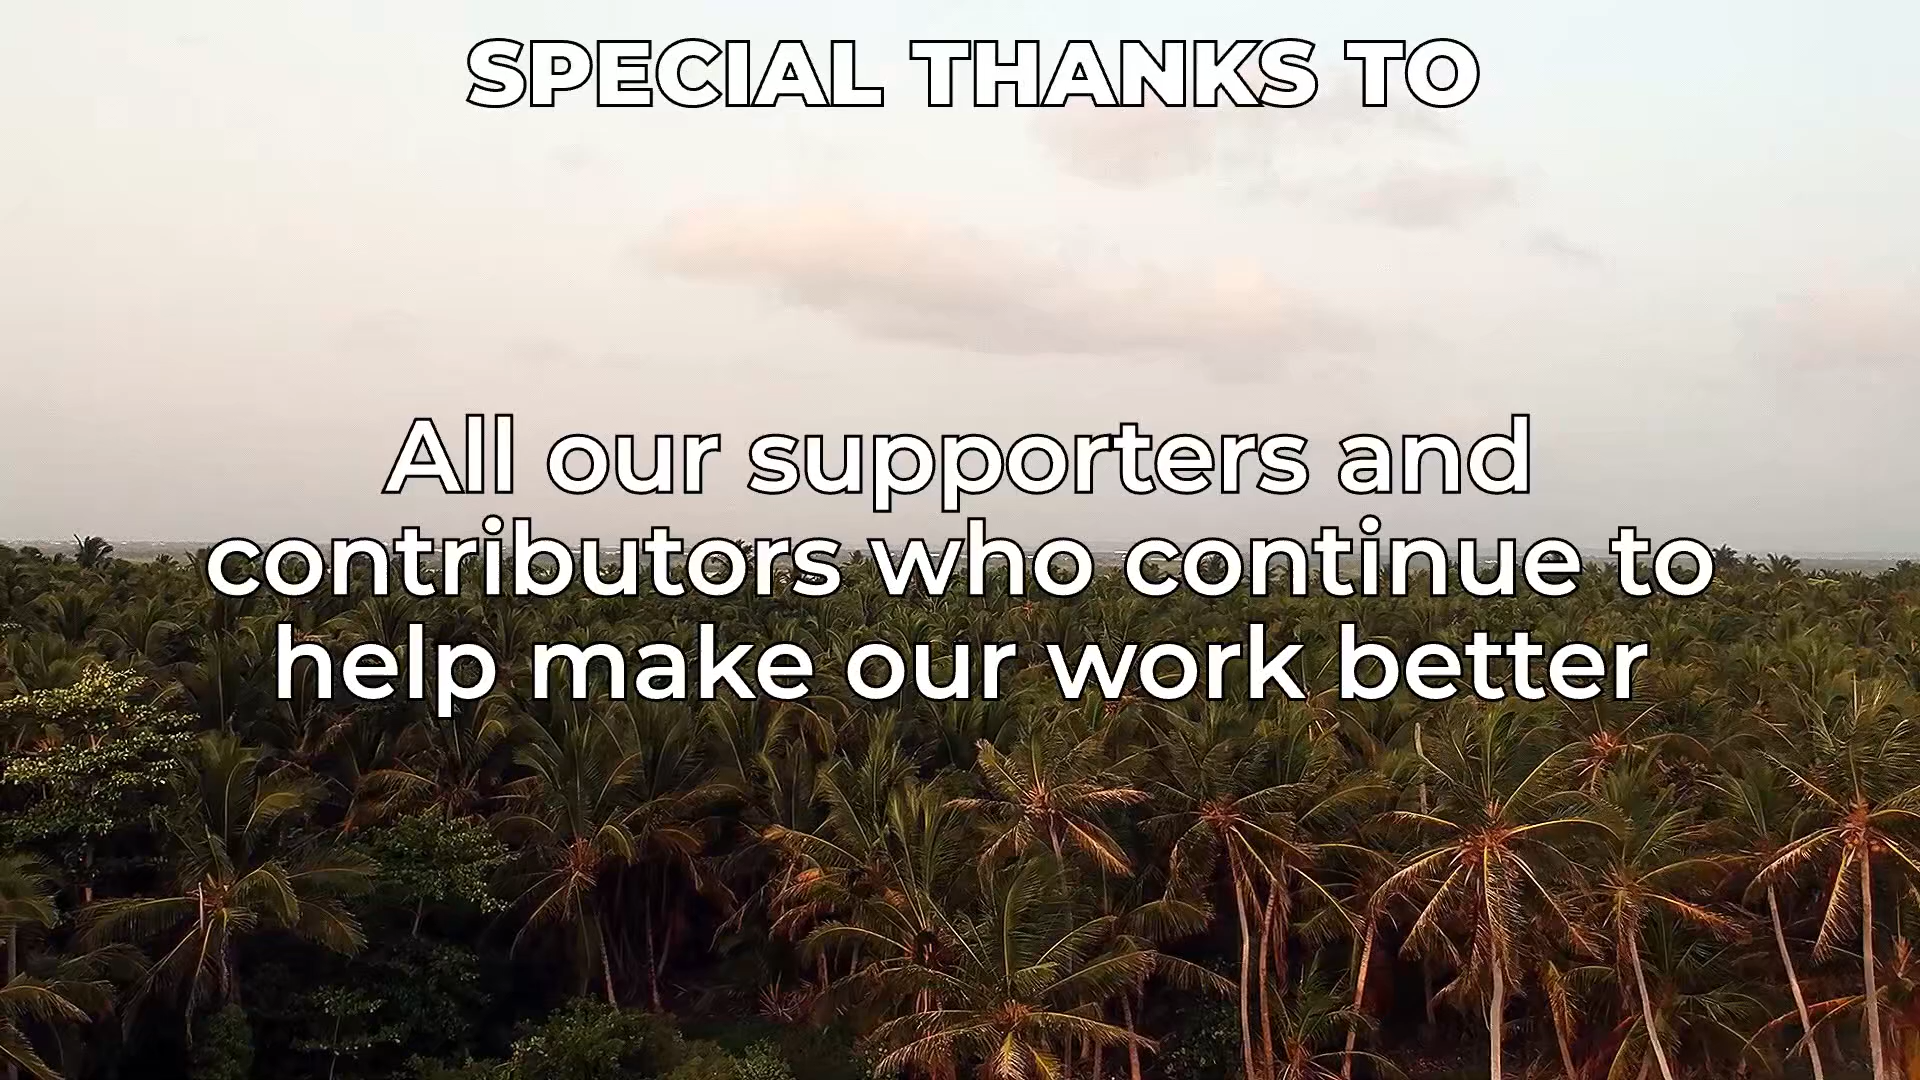 SPECIAL THANKS TO
All our supporters and
contributors who continue to
help make our work better